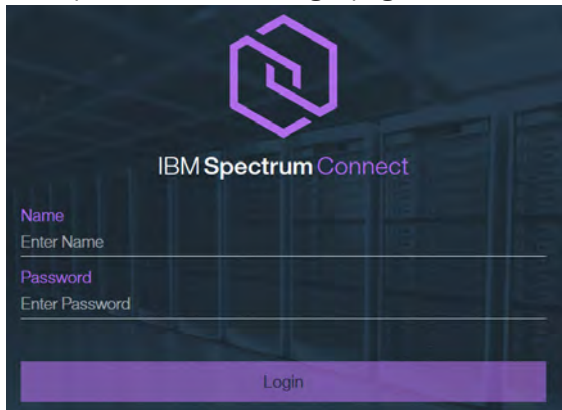 IBM Spectrum Connect
Name
Enter Name
Password
Enter Password
Login